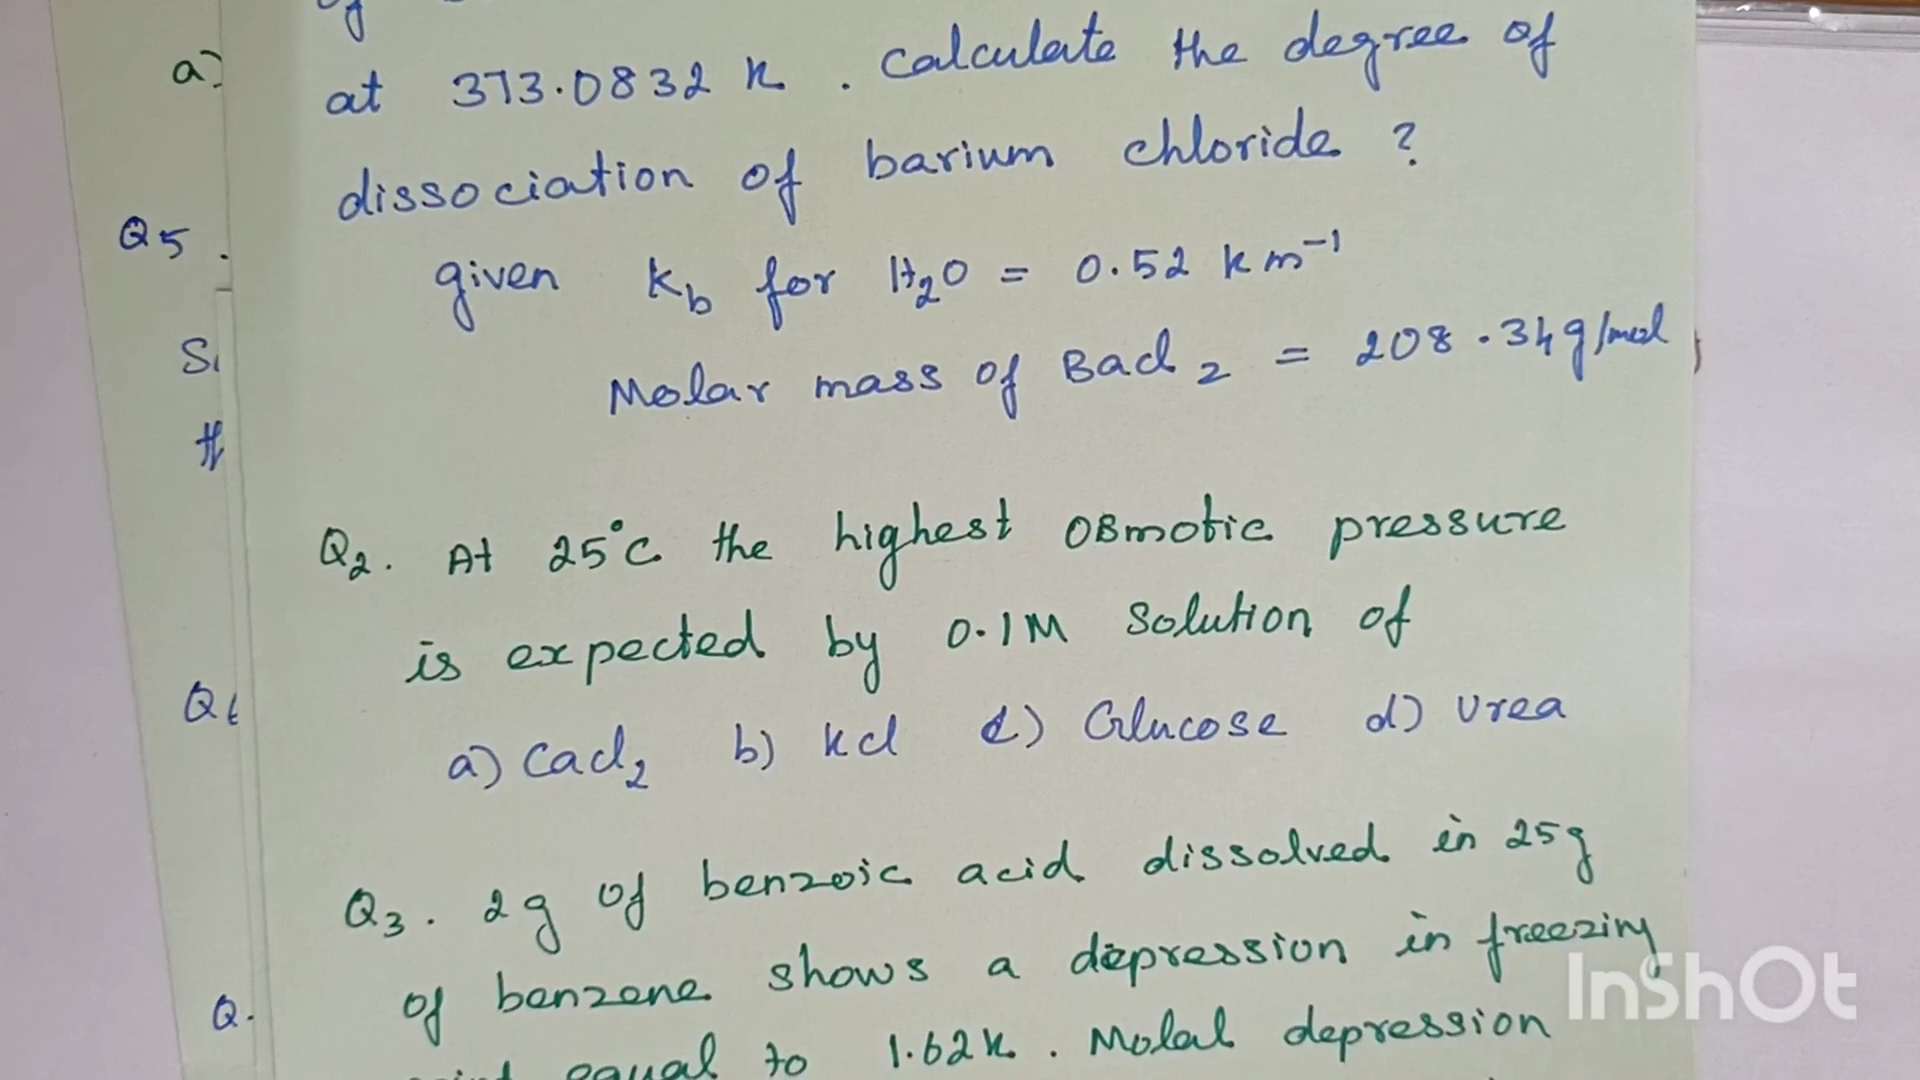 a)
at 373.0832 K. Calculate the degree of
dissociation of barium chloride ?
Q5.
given Kb for H2O = 0.52 K m⁻¹
Molar mass of BaCl2 = 208.34 g/mol
Q2. At 25°C the highest osmotic pressure
is expected by 0.1M solution of
a) CaCl2 b) KCl c) Glucose d) Urea
Q3. 2g of benzoic acid dissolved in 25g
of benzene shows a depression in freezing
Q.
equal to 1.62K. Molal depression
InShOt